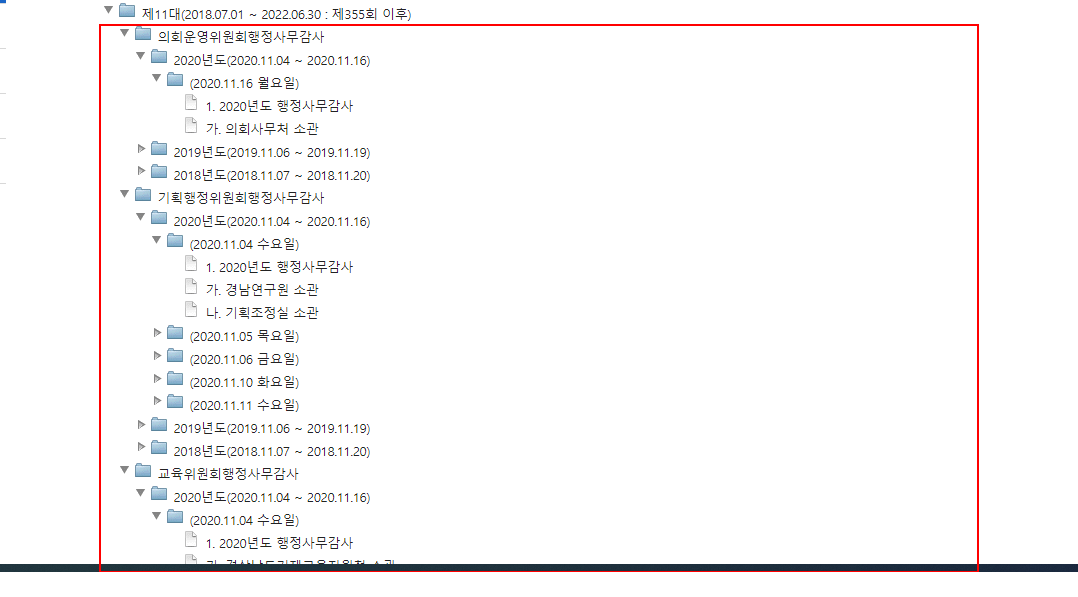 제11대(2018.07.01 ~ 2022.06.30 : 제355회 이후)
의회운영위원회행정사무감사
2020년도(2020.11.04 ~ 2020.11.16)
(2020.11.16 월요일)
1. 2020년도 행정사무감사
가. 의회사무처 소관
2019년도(2019.11.06 ~ 2019.11.19)
2018년도(2018.11.07 ~ 2018.11.20)
기획행정위원회행정사무감사
2020년도(2020.11.04 ~ 2020.11.16)
(2020.11.04 수요일)
1. 2020년도 행정사무감사
가. 경남연구원 소관
나. 기획조정실 소관
(2020.11.05 목요일)
(2020.11.06 금요일)
(2020.11.10 화요일)
(2020.11.11 수요일)
2019년도(2019.11.06 ~ 2019.11.19)
2018년도(2018.11.07 ~ 2018.11.20)
교육위원회행정사무감사
2020년도(2020.11.04 ~ 2020.11.16)
(2020.11.04 수요일)
1. 2020년도 행정사무감사